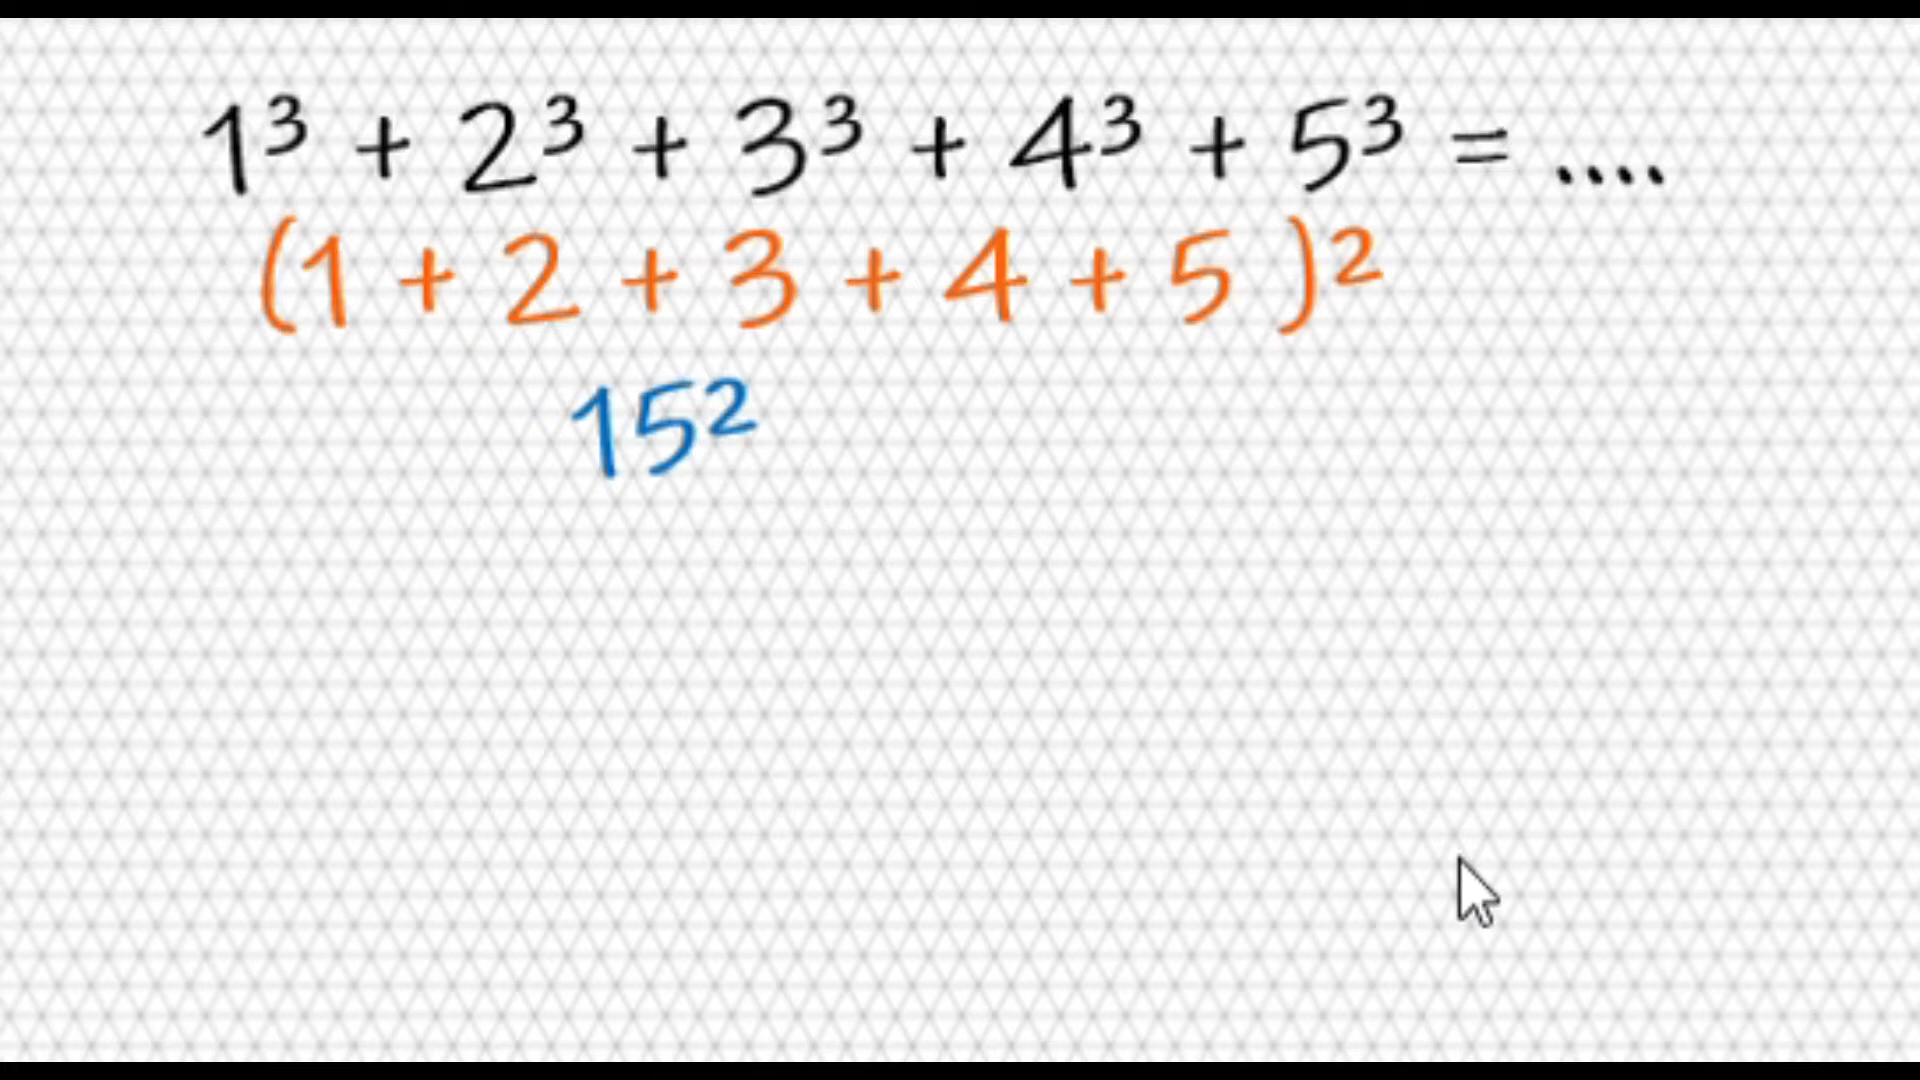 1³ + 2³ + 3³ + 4³ + 5³ = ....
(1 + 2 + 3 + 4 + 5 )²
15²